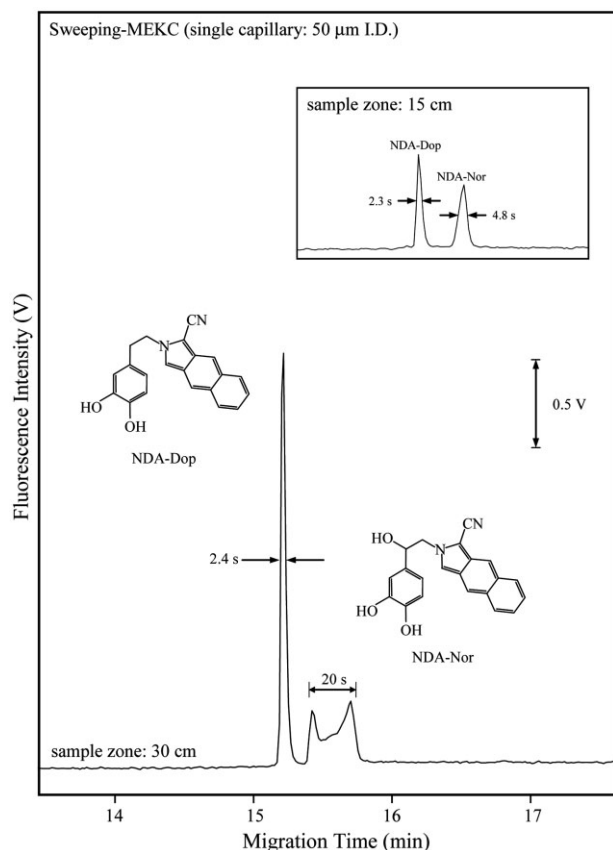 Sweeping-MEKC (single capillary: 50 μm I.D.)
sample zone: 15 cm
NDA-Dop
NDA-Nor
2.3 s
4.8 s
Fluorescence Intensity (V)
CN
N
HO
OH
NDA-Dop
0.5 V
2.4 s
CN
HO
N
HO
OH
NDA-Nor
20 s
sample zone: 30 cm
14 15 16 17
Migration Time (min)